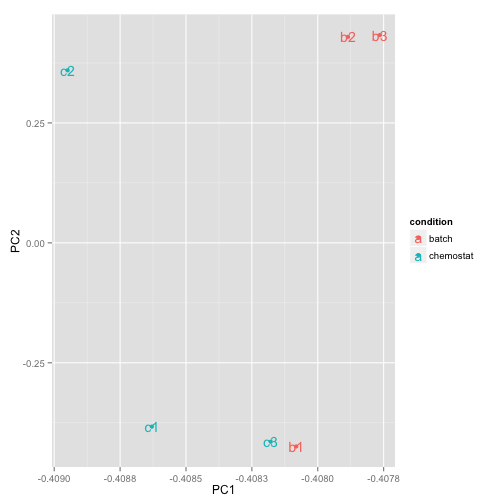 b2
b3
c2
0.25
condition
batch
chemostat
PC2
0.00
-0.25
c1
c3
b1
-0.4090
-0.4088
-0.4085
-0.4083
-0.4080
-0.4078
PC1